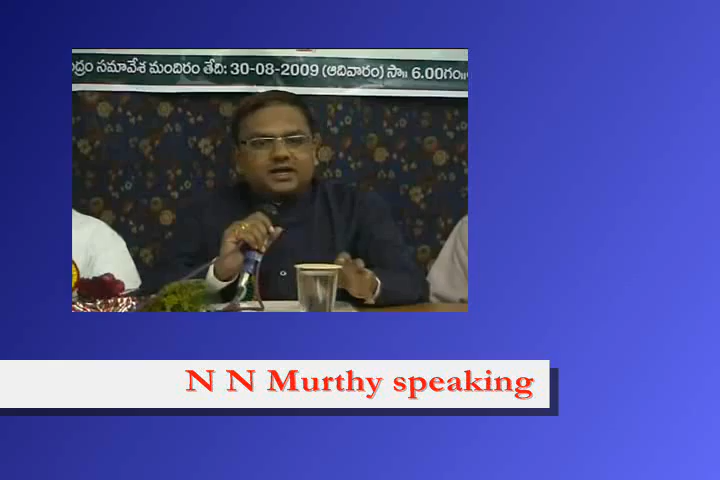 సమావేశ మందిరం తేది: 30-08-2009 (ఆదివారం) సా॥ 6.00గం॥
N N Murthy speaking